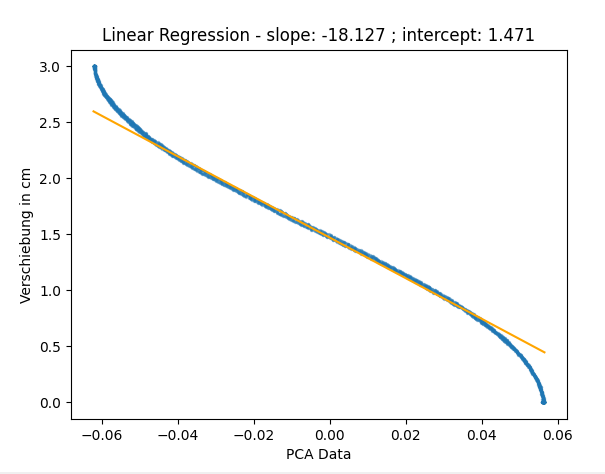 Linear Regression - slope: -18.127 ; intercept: 1.471
3.0
2.5
2.0
1.5
1.0
0.5
0.0
Verschiebung in cm
−0.06 −0.04 −0.02 0.00 0.02 0.04 0.06
PCA Data